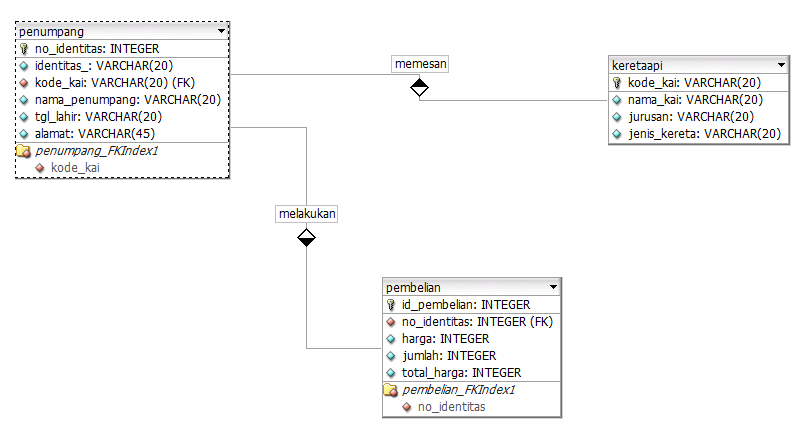 penumpang
no_identitas: INTEGER
identitas_: VARCHAR(20)
kode_kai: VARCHAR(20) (FK)
nama_penumpang: VARCHAR(20)
tgl_lahir: VARCHAR(20)
alamat: VARCHAR(45)
penumpang_FKIndex1
kode_kai
memesan
keretaapi
kode_kai: VARCHAR(20)
nama_kai: VARCHAR(20)
jurusan: VARCHAR(20)
jenis_kereta: VARCHAR(20)
melakukan
pembelian
id_pembelian: INTEGER
no_identitas: INTEGER (FK)
harga: INTEGER
jumlah: INTEGER
total_harga: INTEGER
pembelian_FKIndex1
no_identitas